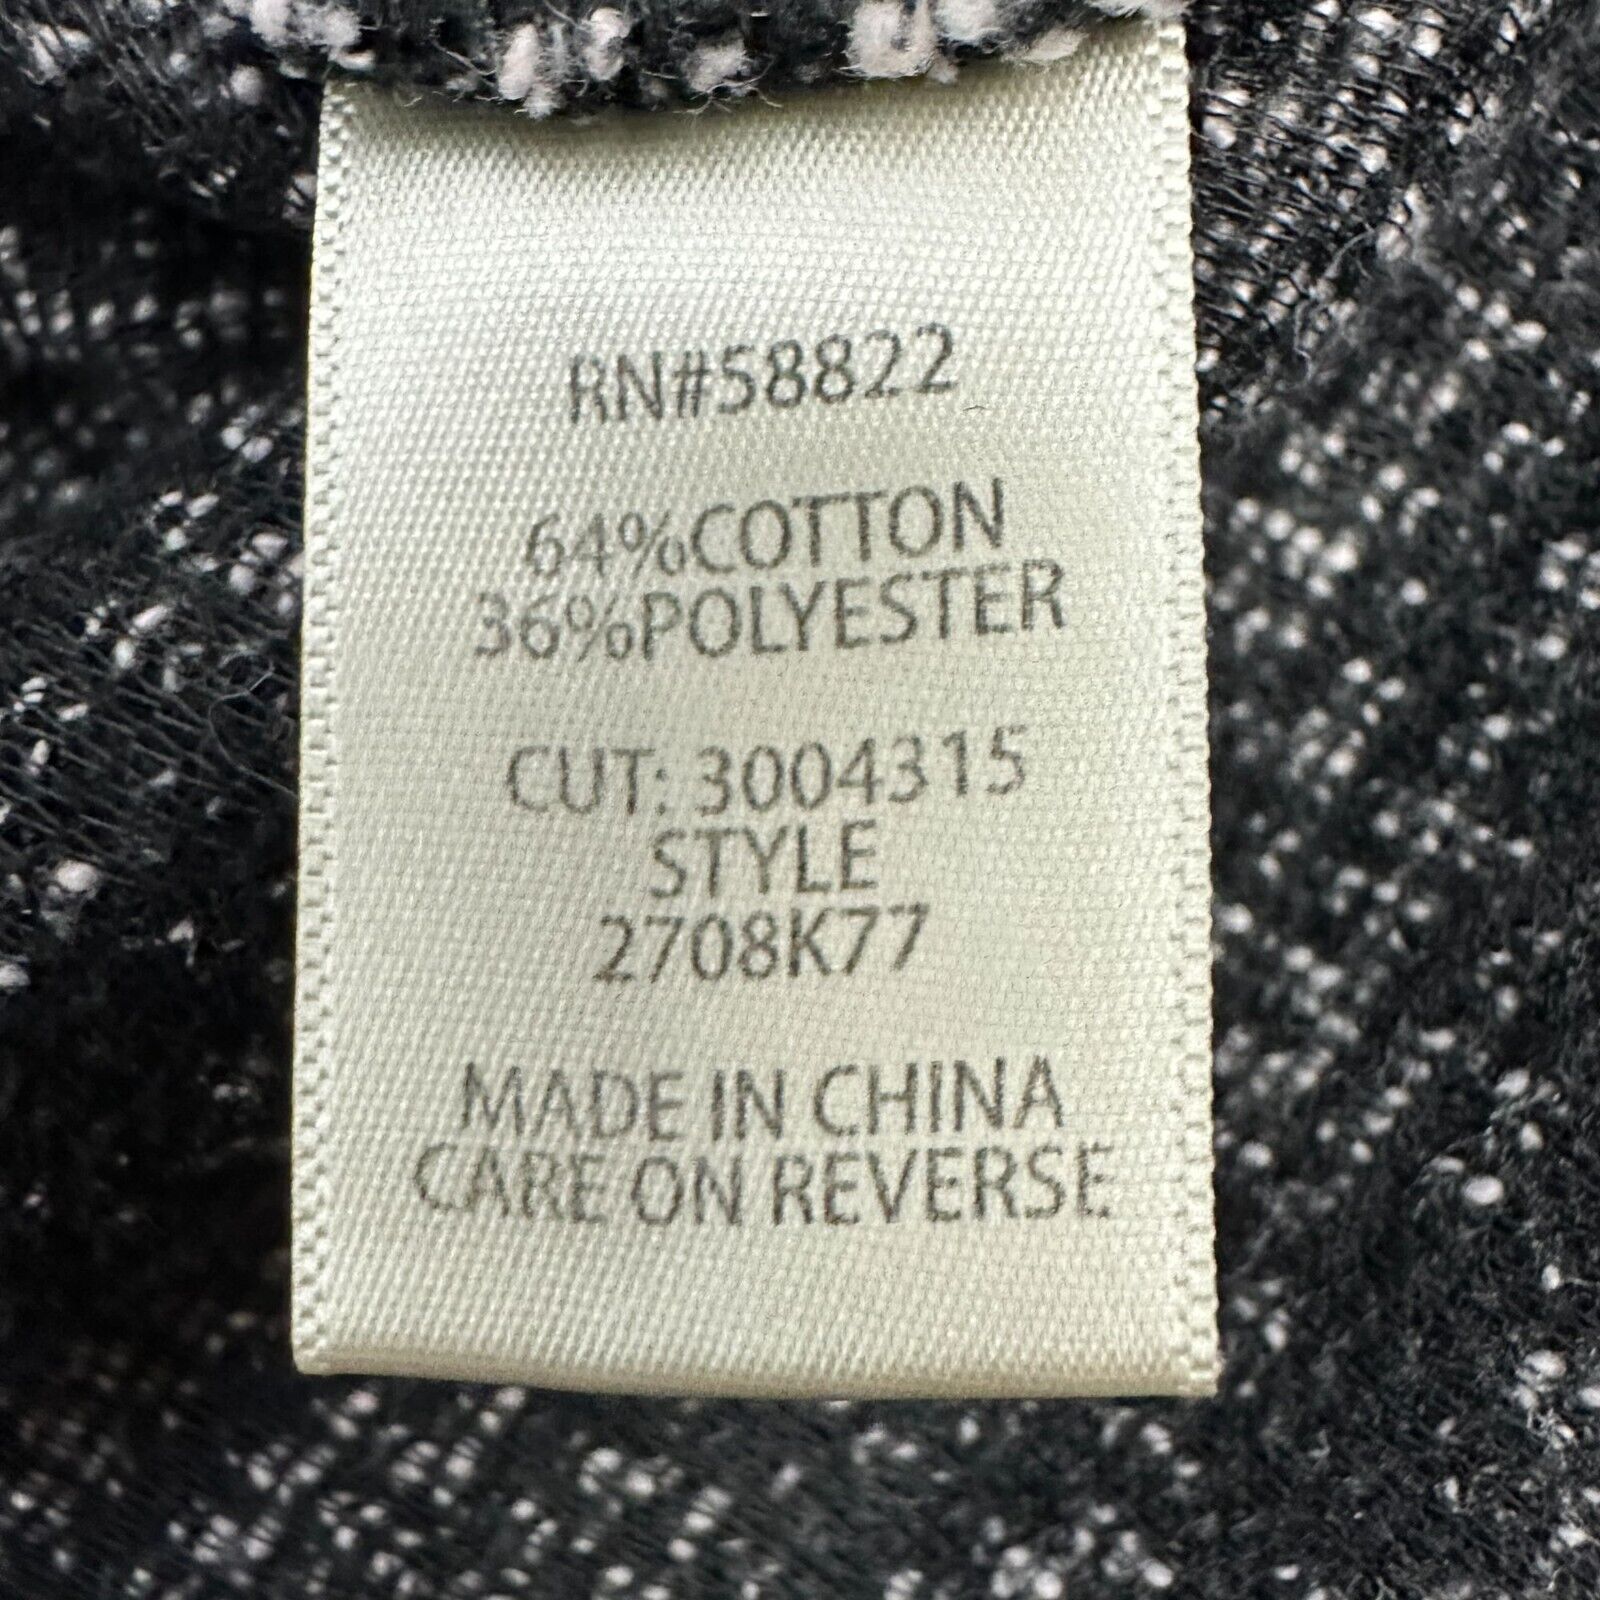 RN#58822
64%COTTON
36%POLYESTER
CUT: 3004315
STYLE
2708K77
MADE IN CHINA
CARE ON REVERSE